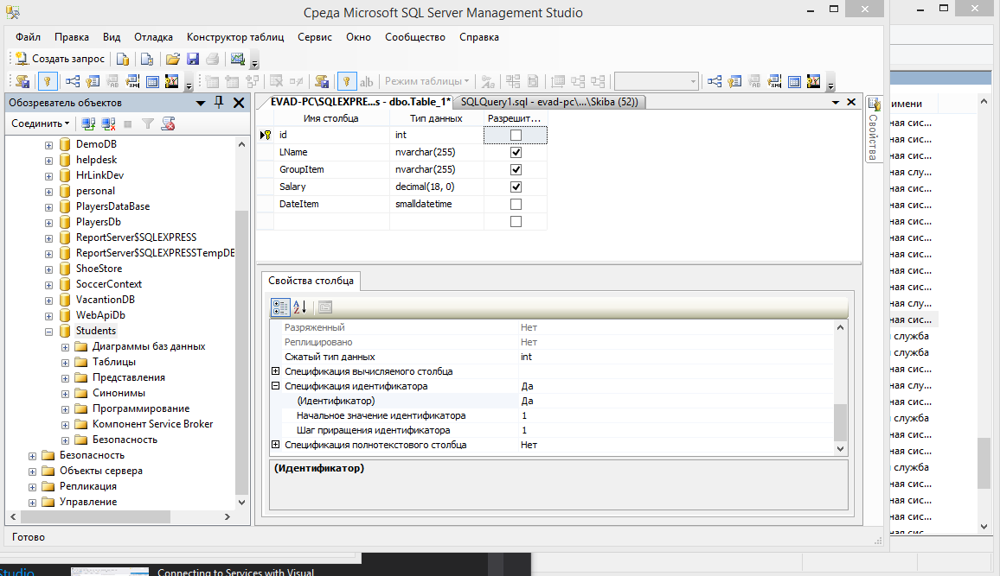 Среда Microsoft SQL Server Management Studio
Файл Правка Вид Отладка Конструктор таблиц Сервис Окно Сообщество Справка
Создать запрос
Режим таблицы
Обозреватель объектов
Соединить
DemoDB
helpdesk
HrLinkDev
personal
PlayersDataBase
PlayersDb
ReportServer$SQLEXPRESS
ReportServer$SQLEXPRESSTempDB
ShoeStore
SoccerContext
VacantionDB
WebApiDb
Students
Диаграммы баз данных
Таблицы
Представления
Синонимы
Программирование
Компонент Service Broker
Безопасность
Безопасность
Объекты сервера
Репликация
Управление
EVAD-PC\SQLEXPRE...s - dbo.Table_1* SQLQuery1.sql - evad-pc\...\Skiba (52))
Имя столбца Тип данных Разрешит...
id int
LName nvarchar(255)
GroupItem nvarchar(255)
Salary decimal(18, 0)
DateItem smalldatetime
Свойства столбца
Разряженный Нет
Реплицировано Нет
Сжатый тип данных int
Спецификация вычисляемого столбца
Спецификация идентификатора Да
(Идентификатор) Да
Начальное значение идентификатора 1
Шаг приращения идентификатора 1
Спецификация полнотекстового столбца Нет
(Идентификатор)
Свойства
имени
ная сис...
ная сис...
ная сис...
ная слу...
ная сис...
ная сис...
ная сис...
ная сис...
ная сис...
ная сис...
ная сис...
ная слу...
ная сис...
служба
служба
ная сис...
ная слу...
ная сис...
служба
ная сис...
ная сис...
служба
ная сис...
ная сис...
ная сис...
Готово
Studio
Connecting to Services with Visual